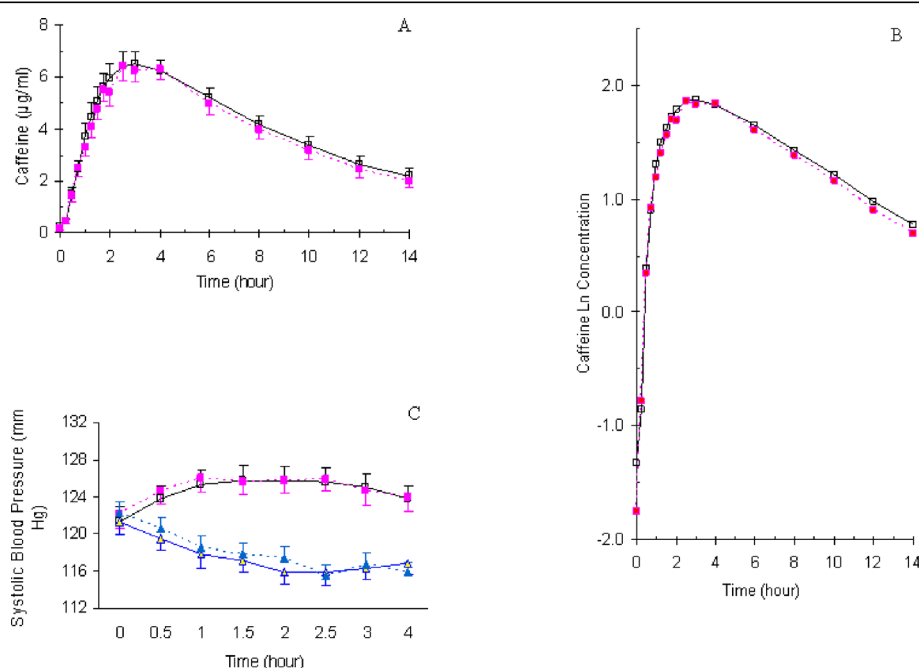 A
8
6
4
2
0
Caffeine (µg/ml)
0 2 4 6 8 10 12 14
Time (hour)
B
2.0
1.0
0.0
-1.0
-2.0
Caffeine Ln Concentration
0 2 4 6 8 10 12 14
Time (hour)
C
132
128
124
120
116
112
Systolic Blood Pressure (mm
Hg)
0 0.5 1 1.5 2 2.5 3 4
Time (hour)